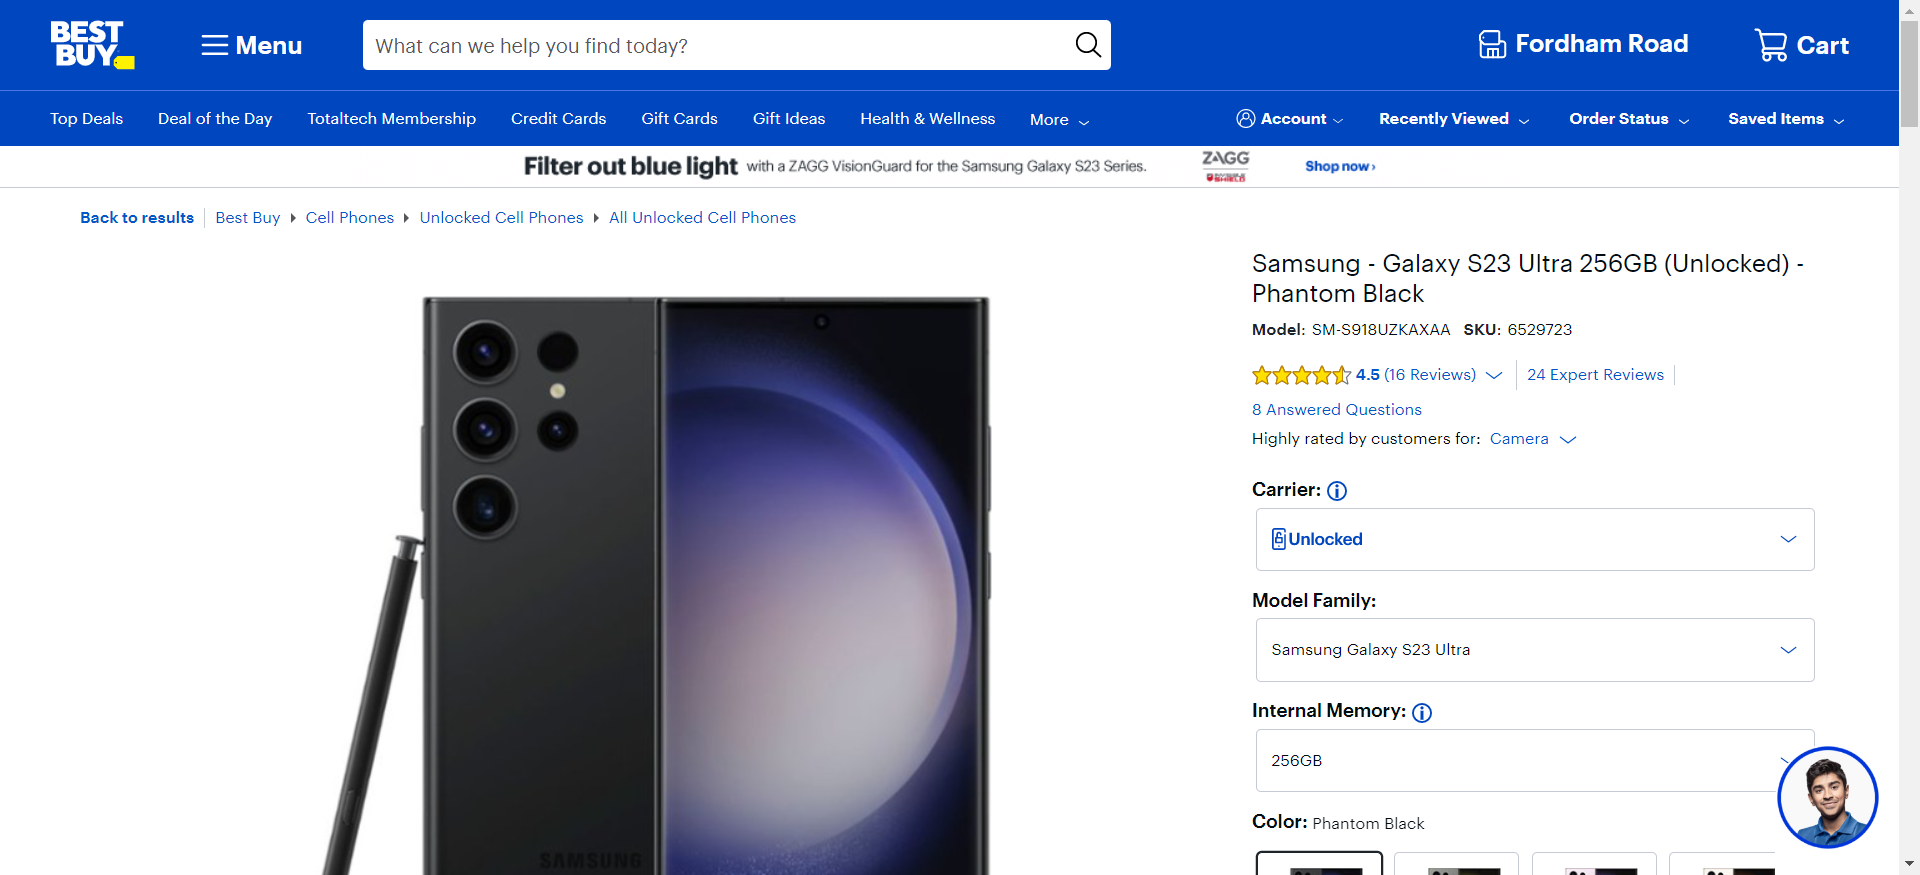 BEST BUY
Menu
What can we help you find today?
Fordham Road
Cart
Top Deals
Deal of the Day
Totaltech Membership
Credit Cards
Gift Cards
Gift Ideas
Health & Wellness
More
Account
Recently Viewed
Order Status
Saved Items
Filter out blue light with a ZAGG VisionGuard for the Samsung Galaxy S23 Series.
ZAGG
INVISIBLE SHIELD
Shop now ›
Back to results
Best Buy
Cell Phones
Unlocked Cell Phones
All Unlocked Cell Phones
Samsung - Galaxy S23 Ultra 256GB (Unlocked) -
Phantom Black
Model: SM-S918UZKAXAA SKU: 6529723
4.5 (16 Reviews)
24 Expert Reviews
8 Answered Questions
Highly rated by customers for: Camera
Carrier:
Unlocked
Model Family:
Samsung Galaxy S23 Ultra
Internal Memory:
256GB
Color: Phantom Black
SAMSUNG